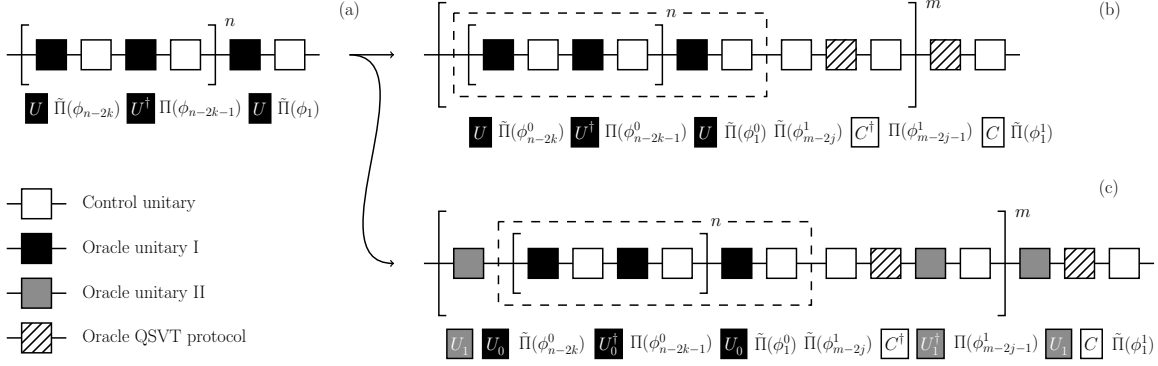 (a)
n
U Π̃(ϕ_{n−2k}) U† Π(ϕ_{n−2k−1}) U Π̃(ϕ_1)
Control unitary
Oracle unitary I
Oracle unitary II
Oracle QSVT protocol
(b)
n
m
U Π̃(ϕ^0_{n−2k}) U† Π(ϕ^0_{n−2k−1}) U Π̃(ϕ^0_1) Π̃(ϕ^1_{m−2j}) C† Π(ϕ^1_{m−2j−1}) C Π̃(ϕ^1_1)
(c)
n
m
U_1 U_0 Π̃(ϕ^0_{n−2k}) U_0† Π(ϕ^0_{n−2k−1}) U_0 Π̃(ϕ^0_1) Π̃(ϕ^1_{m−2j}) C† U_1† Π(ϕ^1_{m−2j−1}) U_1 C Π̃(ϕ^1_1)